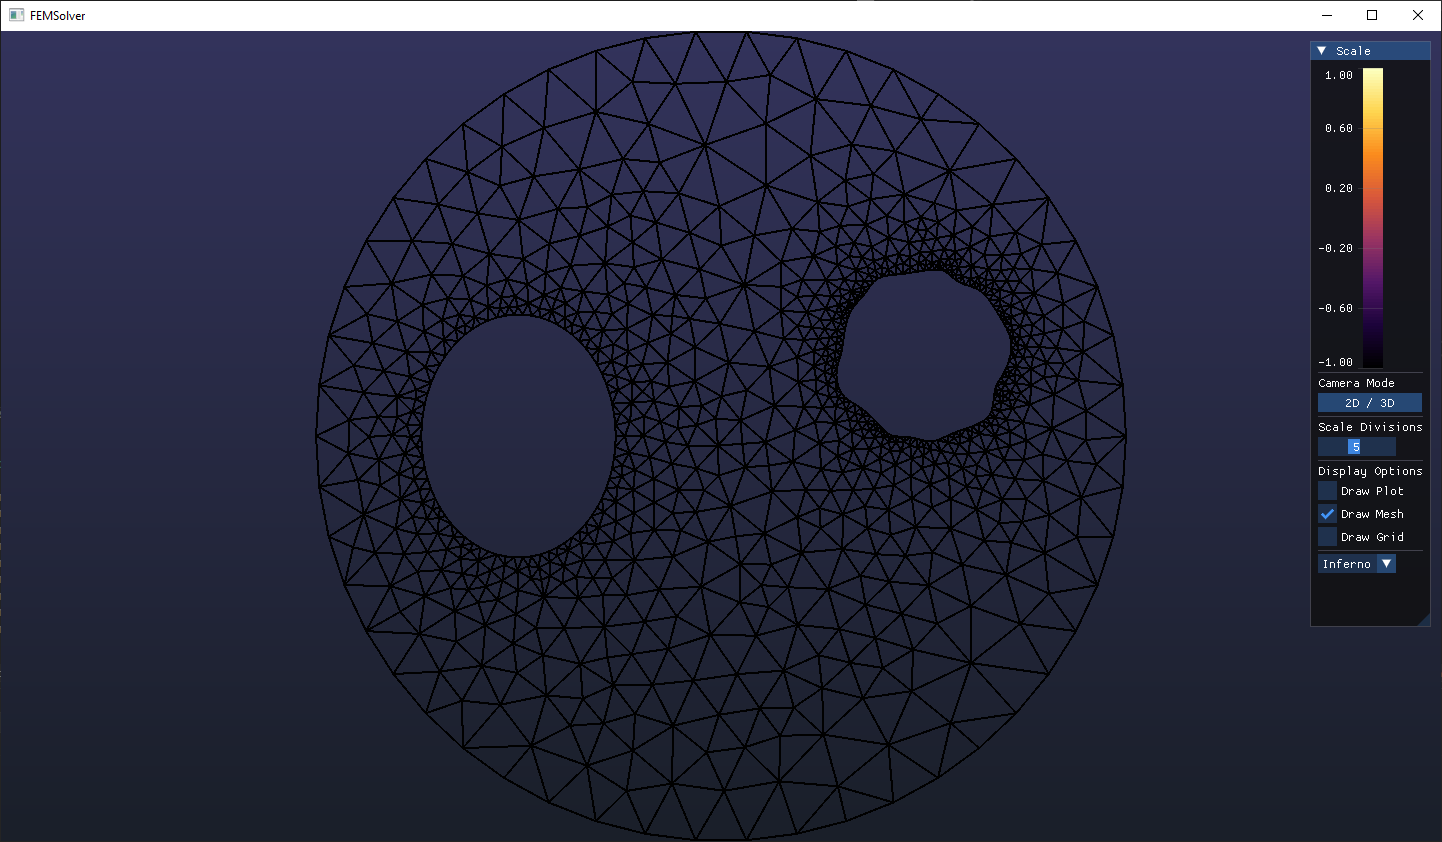 FEMSolver
Scale
1.00
0.60
0.20
-0.20
-0.60
-1.00
Camera Mode
2D / 3D
Scale Divisions
5
Display Options
Draw Plot
Draw Mesh
Draw Grid
Inferno